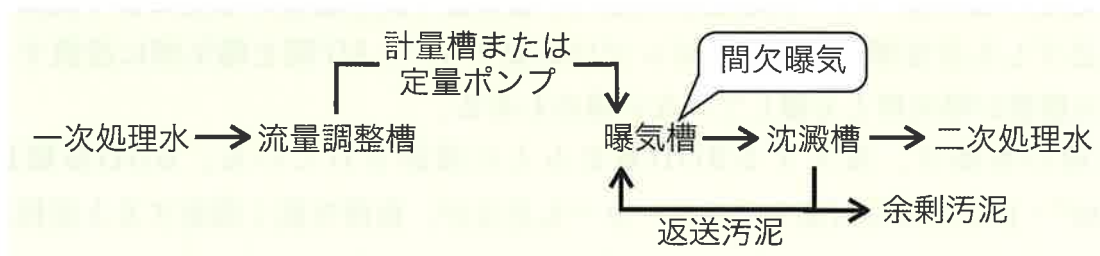 計量槽または
定量ポンプ
間欠曝気
一次処理水
流量調整槽
曝気槽
沈澱槽
二次処理水
余剰汚泥
返送汚泥